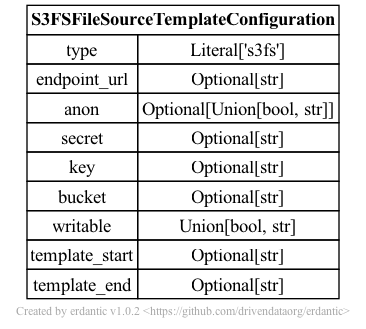 S3FSFileSourceTemplateConfiguration
type Literal['s3fs']
endpoint_url Optional[str]
anon Optional[Union[bool, str]]
secret Optional[str]
key Optional[str]
bucket Optional[str]
writable Union[bool, str]
template_start Optional[str]
template_end Optional[str]
Created by erdantic v1.0.2 <https://github.com/drivendataorg/erdantic>